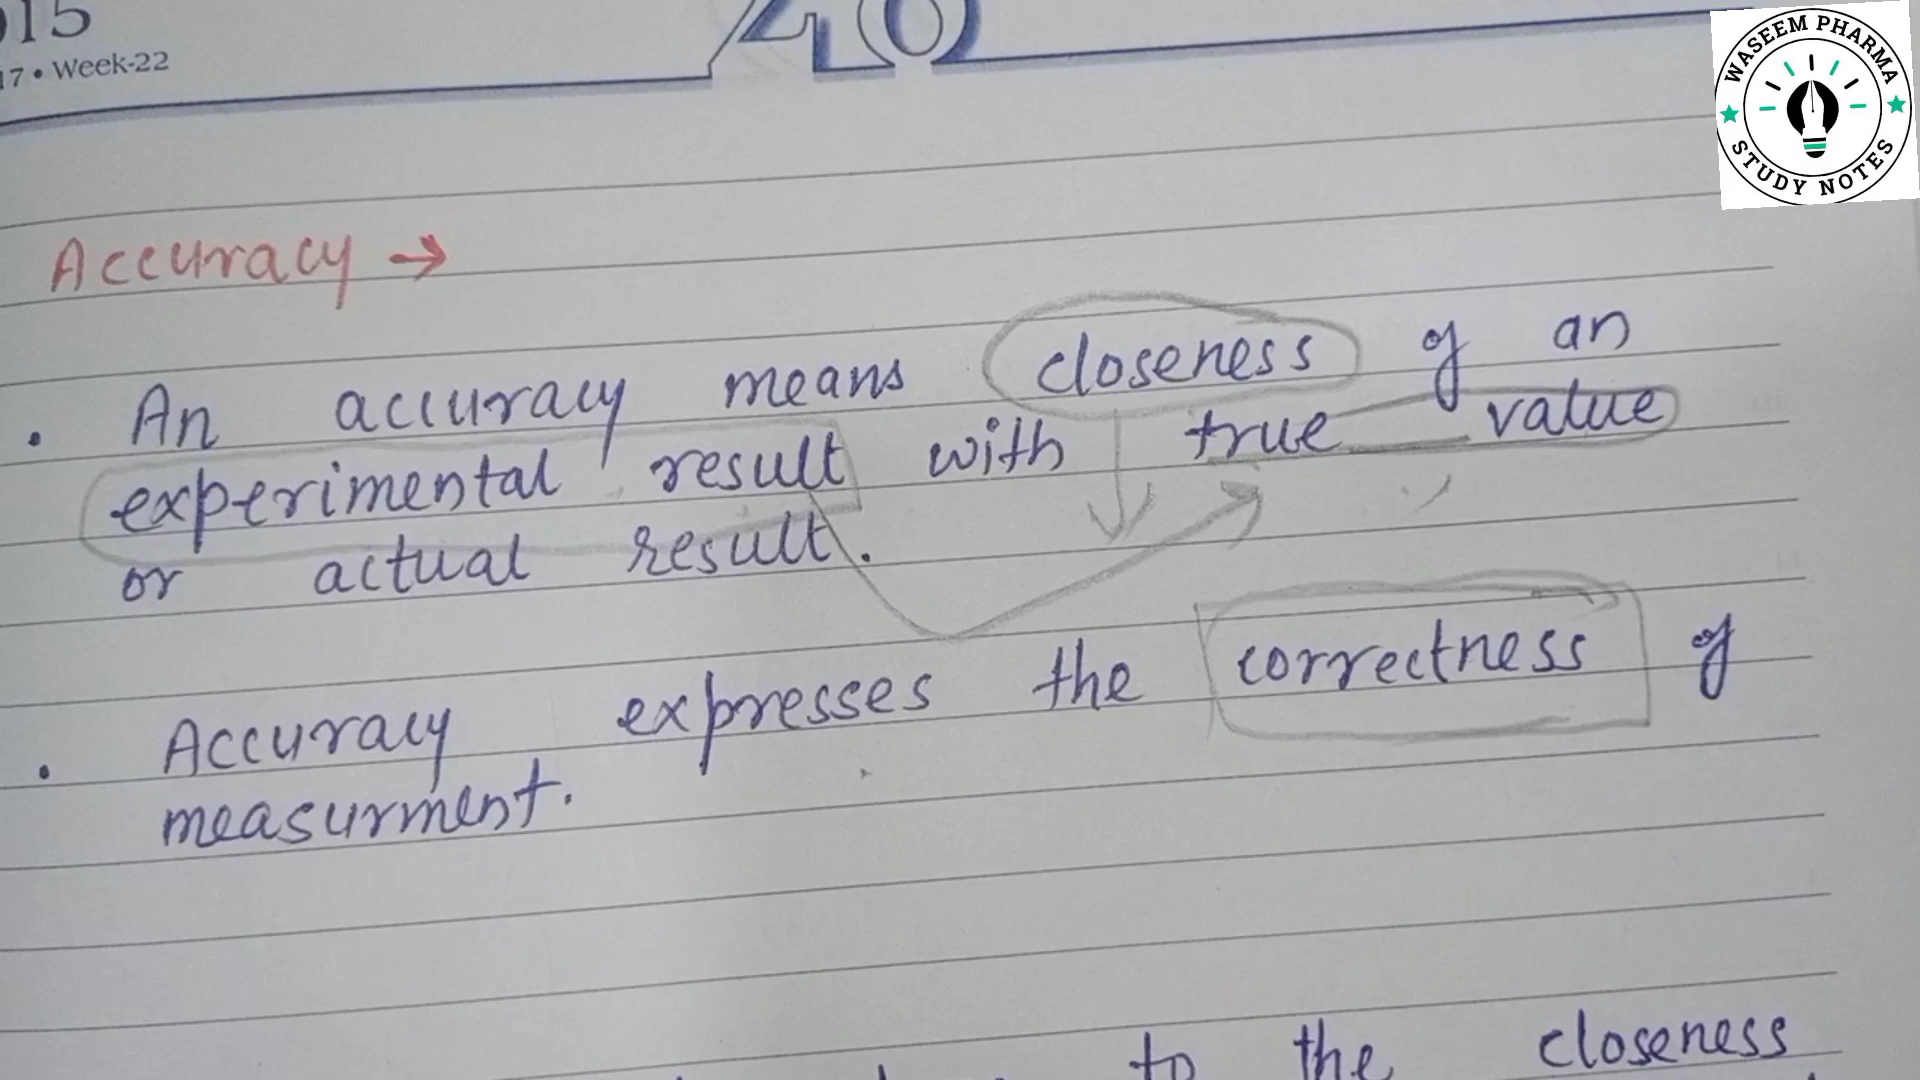 015
17 • Week-22
WASEEM PHARMA
STUDY NOTES
Accuracy →
• An accuracy means closeness of an
experimental result with true value
or actual result.
• Accuracy expresses the correctness of
measurment.
to the closeness